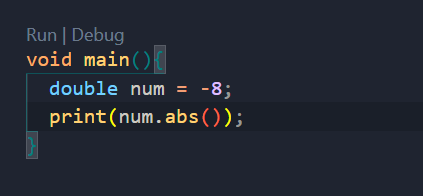 Run | Debug
void main(){
  double num = -8;
  print(num.abs());
}